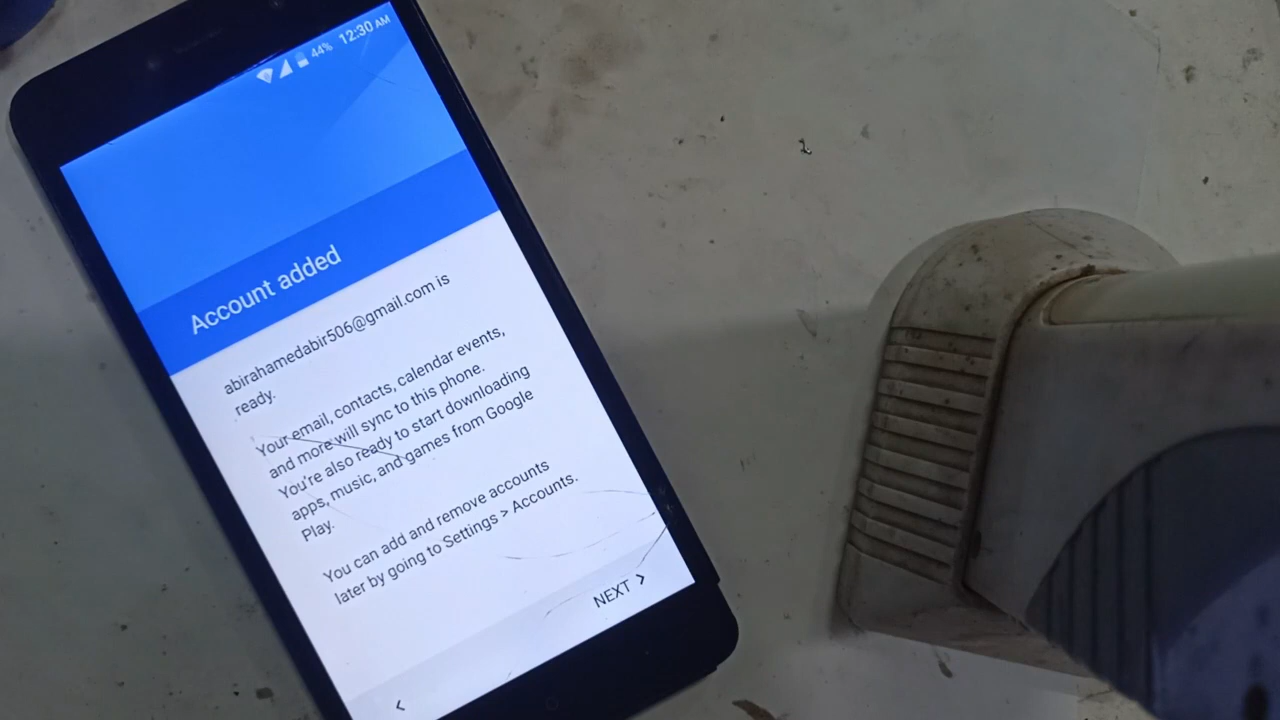 44% 12:30 AM
Account added
abirahamedabir506@gmail.com is
ready.
Your email, contacts, calendar events,
and more will sync to this phone.
You're also ready to start downloading
apps, music, and games from Google
Play.
You can add and remove accounts
later by going to Settings > Accounts.
NEXT >
<